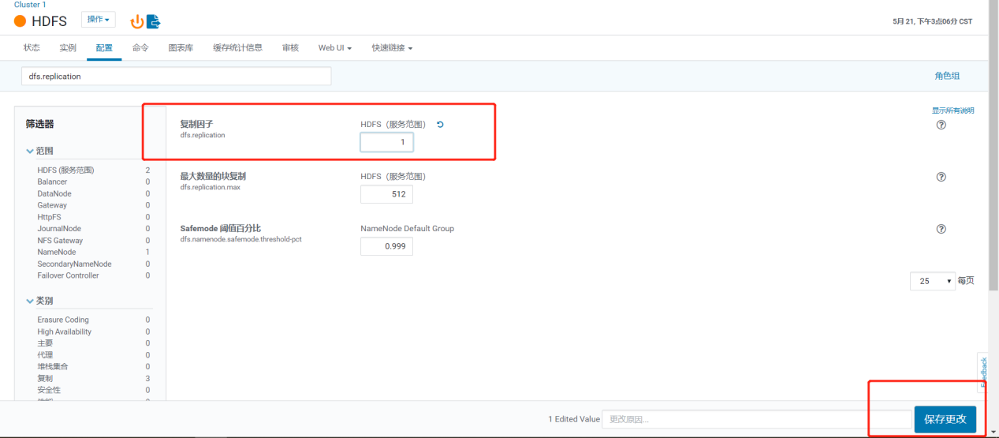 Cluster 1
HDFS 操作
5月 21, 下午3点06分 CST
状态 实例 配置 命令 图表库 缓存统计信息 审核 Web UI 快速链接
dfs.replication
角色组
显示所有说明
筛选器
范围
HDFS (服务范围) 2
Balancer 0
DataNode 0
Gateway 0
HttpFS 0
JournalNode 0
NFS Gateway 0
NameNode 1
SecondaryNameNode 0
Failover Controller 0
类别
Erasure Coding 0
High Availability 0
主要 0
代理 0
堆栈集合 0
复制 3
安全性 0
复制因子 HDFS（服务范围）
dfs.replication
1
最大数量的块复制 HDFS（服务范围）
dfs.replication.max
512
Safemode 阈值百分比 NameNode Default Group
dfs.namenode.safemode.threshold-pct
0.999
25 每页
Feedback
1 Edited Value 更改原因... 保存更改